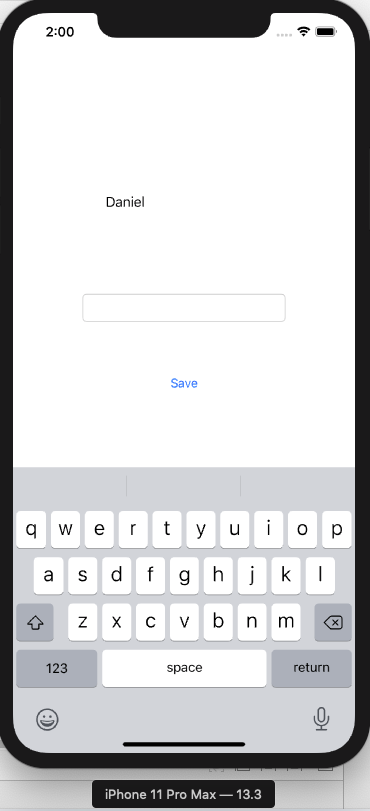 2:00
Daniel
Save
q w e r t y u i o p
a s d f g h j k l
z x c v b n m
123 space return
iPhone 11 Pro Max — 13.3